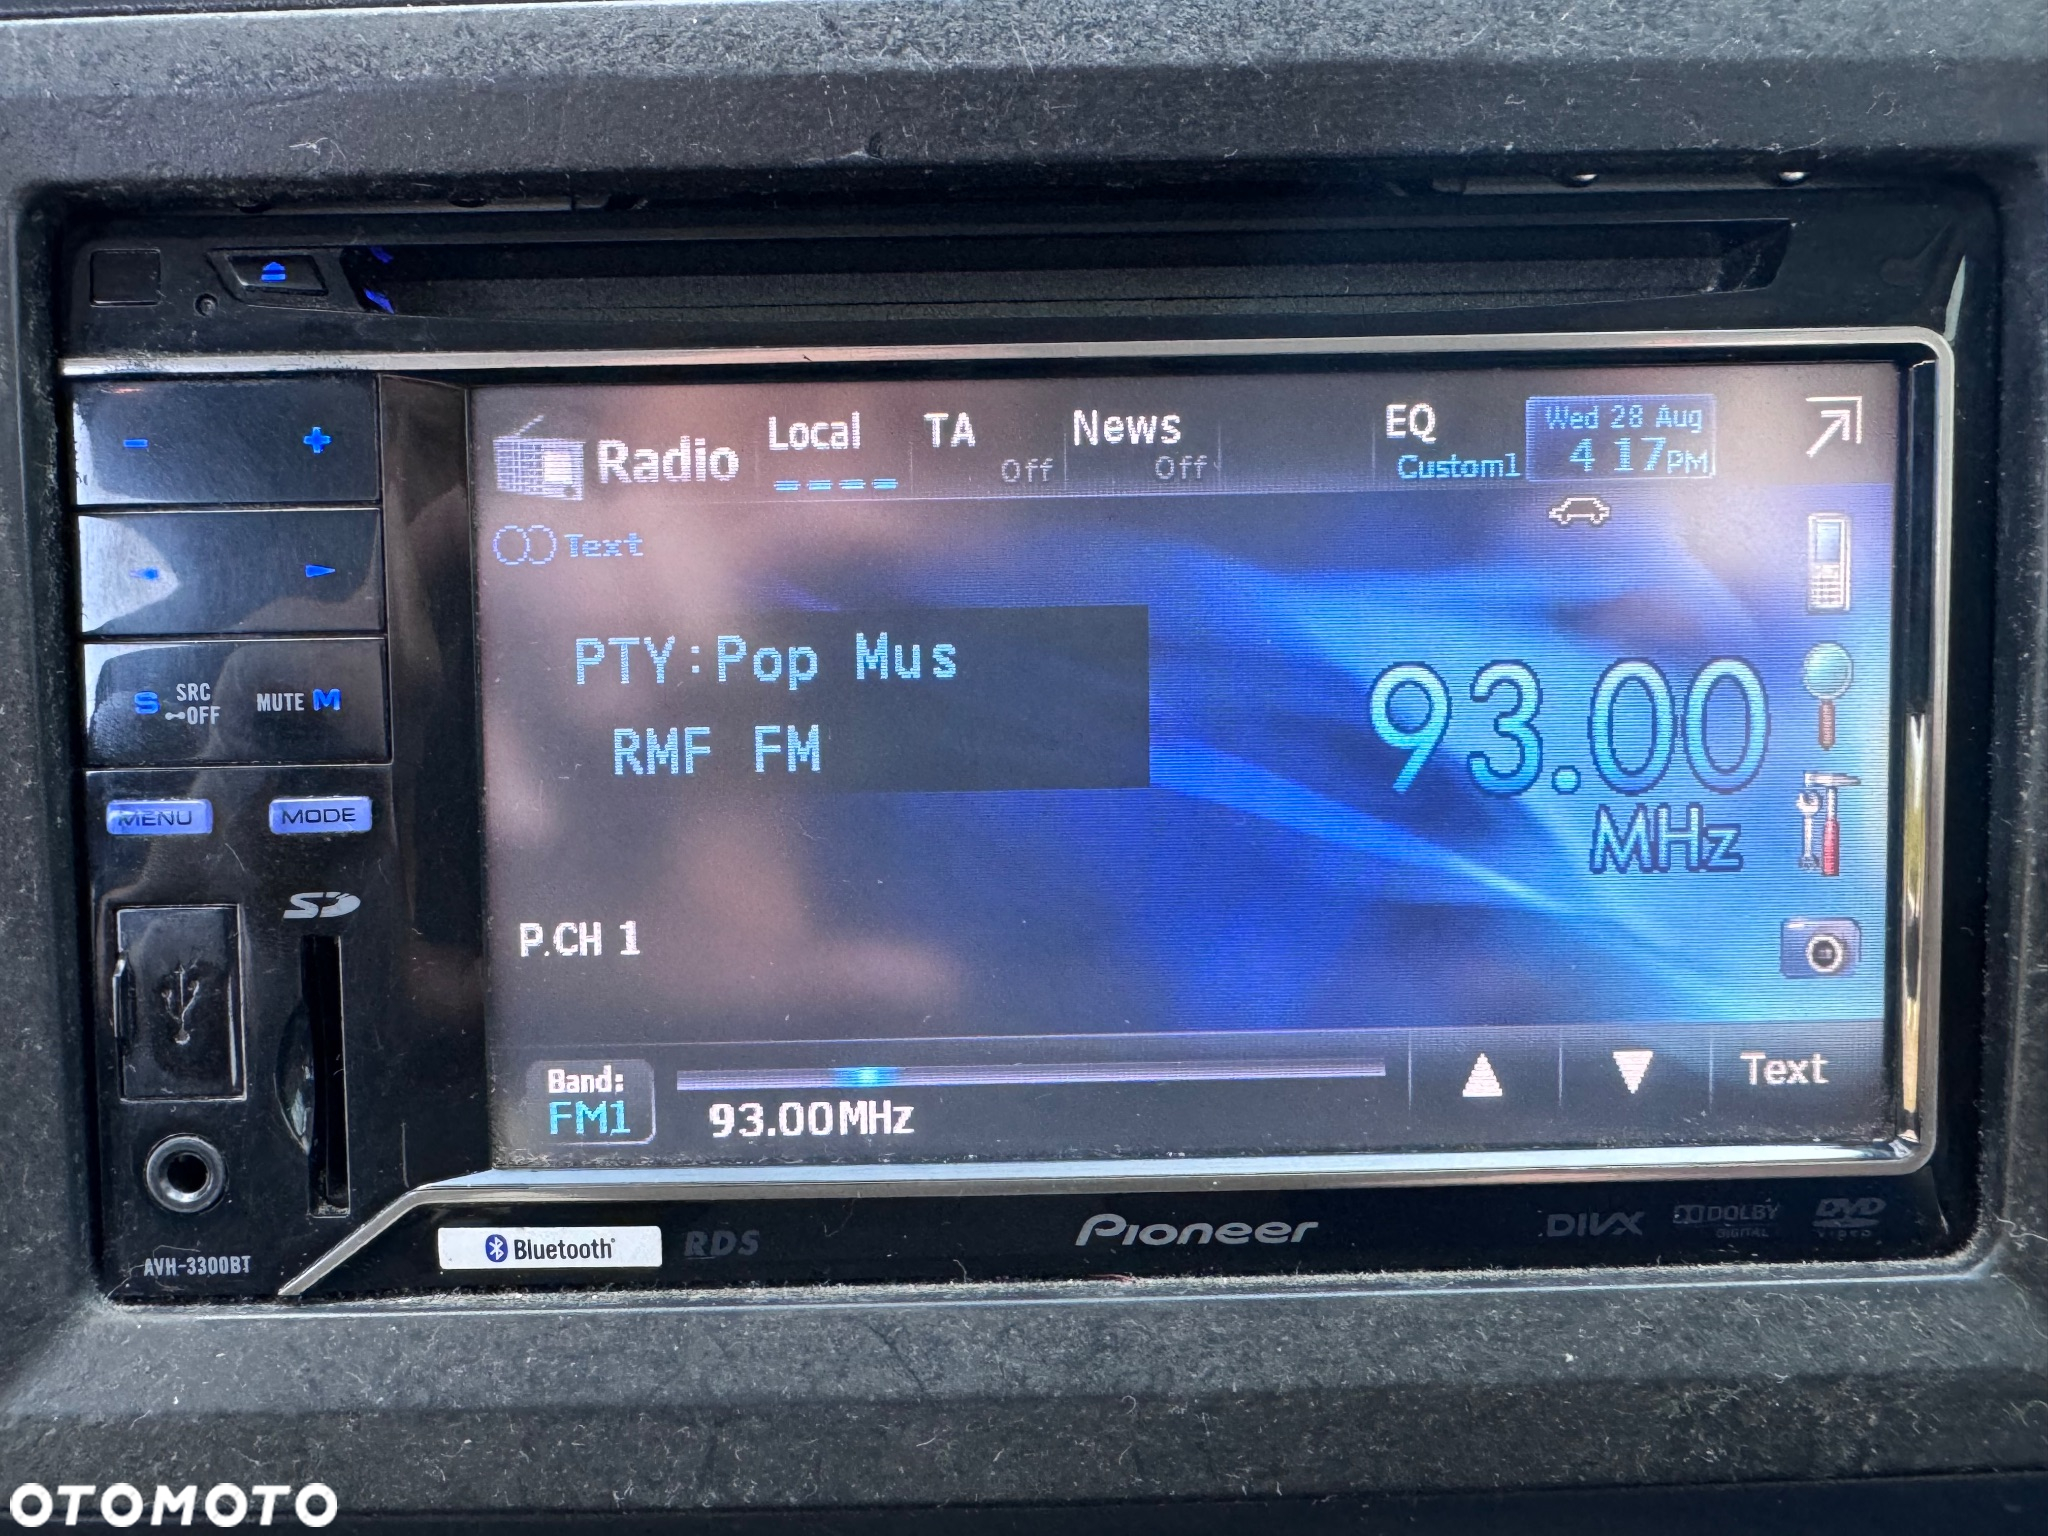 Radio
Local
TA
Off
News
Off
EQ
Custom1
Wed 28 Aug
4 17PM
Text
PTY:Pop Mus
RMF FM
93.00
MHz
P.CH 1
Band:
FM1
93.00MHz
Text
S SRC
OFF
MUTE M
MENU
MODE
SD
AVH-3300BT
Bluetooth
RDS
Pioneer
DIVX
DOLBY
DIGITAL
DVD
VIDEO
OTOMOTO